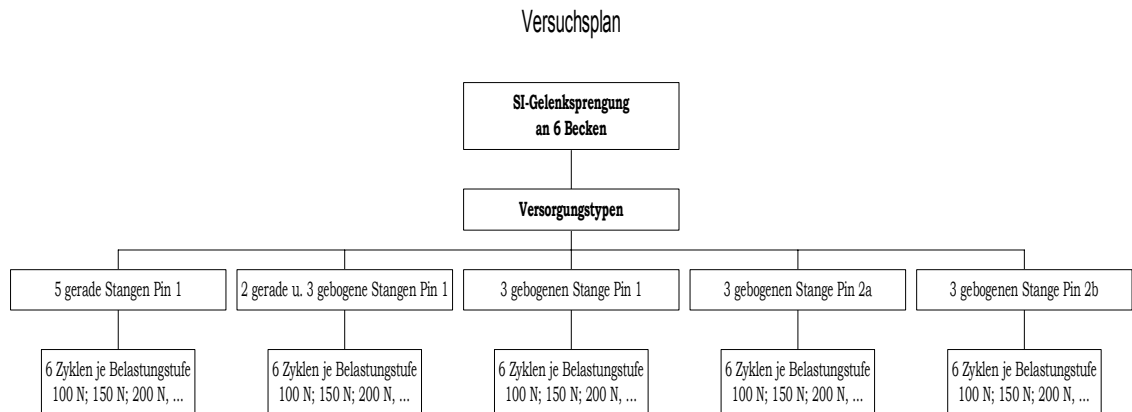 Versuchsplan
SI-Gelenksprengung
an 6 Becken
Versorgungstypen
5 gerade Stangen Pin 1
2 gerade u. 3 gebogene Stangen Pin 1
3 gebogenen Stange Pin 1
3 gebogenen Stange Pin 2a
3 gebogenen Stange Pin 2b
6 Zyklen je Belastungstufe
100 N; 150 N; 200 N, ...
6 Zyklen je Belastungstufe
100 N; 150 N; 200 N, ...
6 Zyklen je Belastungstufe
100 N; 150 N; 200 N, ...
6 Zyklen je Belastungstufe
100 N; 150 N; 200 N, ...
6 Zyklen je Belastungstufe
100 N; 150 N; 200 N, ...